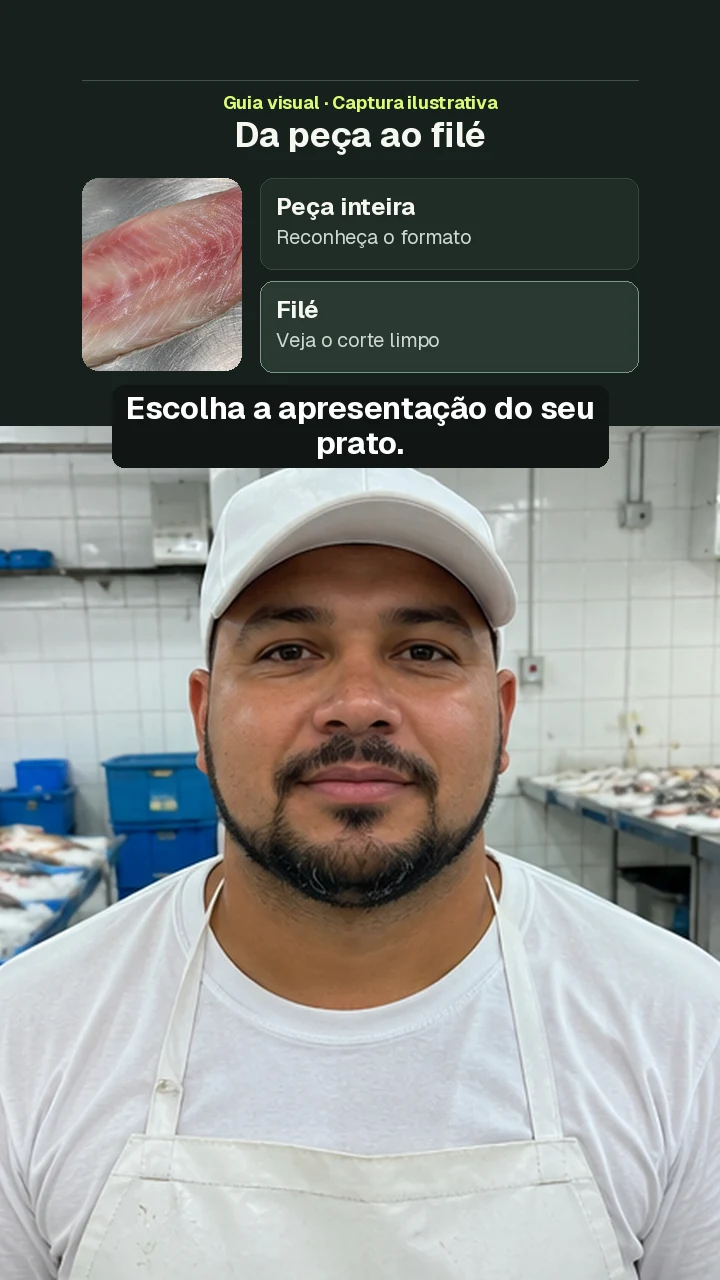 Guia visual · Captura ilustrativa
Da peça ao filé
Peça inteira
Reconheça o formato
Filé
Veja o corte limpo
Escolha a apresentação do seu
prato.